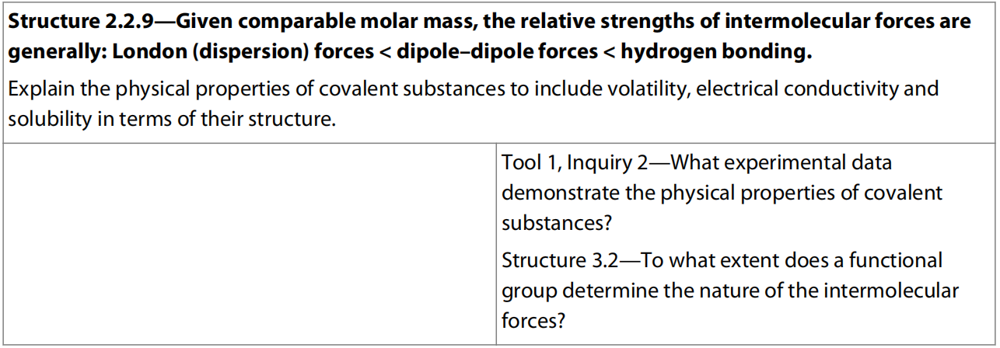 Structure 2.2.9—Given comparable molar mass, the relative strengths of intermolecular forces are
generally: London (dispersion) forces < dipole–dipole forces < hydrogen bonding.
Explain the physical properties of covalent substances to include volatility, electrical conductivity and
solubility in terms of their structure.
Tool 1, Inquiry 2—What experimental data
demonstrate the physical properties of covalent
substances?
Structure 3.2—To what extent does a functional
group determine the nature of the intermolecular
forces?